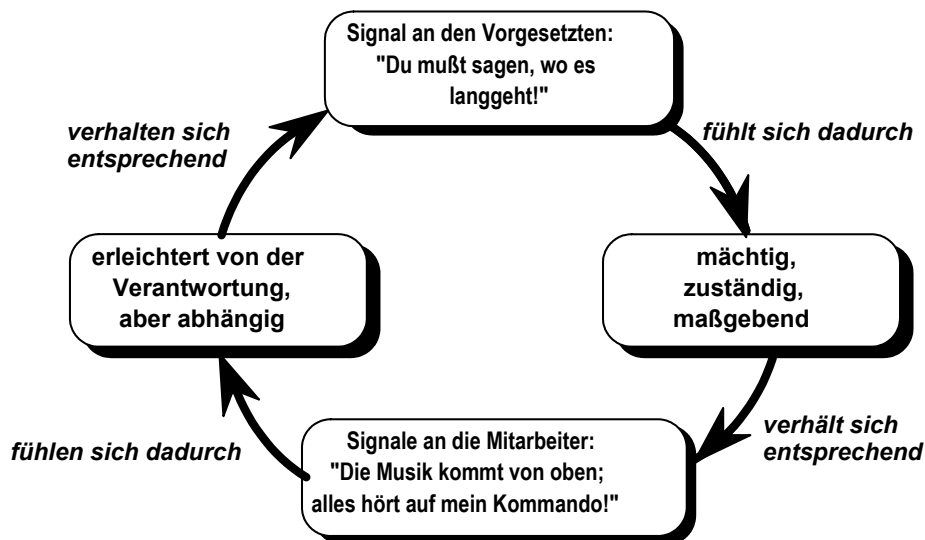 Signal an den Vorgesetzten:
"Du mußt sagen, wo es
langgeht!"
verhalten sich
entsprechend
fühlt sich dadurch
erleichtert von der
Verantwortung,
aber abhängig
mächtig,
zuständig,
maßgebend
fühlen sich dadurch
Signale an die Mitarbeiter:
"Die Musik kommt von oben;
alles hört auf mein Kommando!"
verhält sich
entsprechend